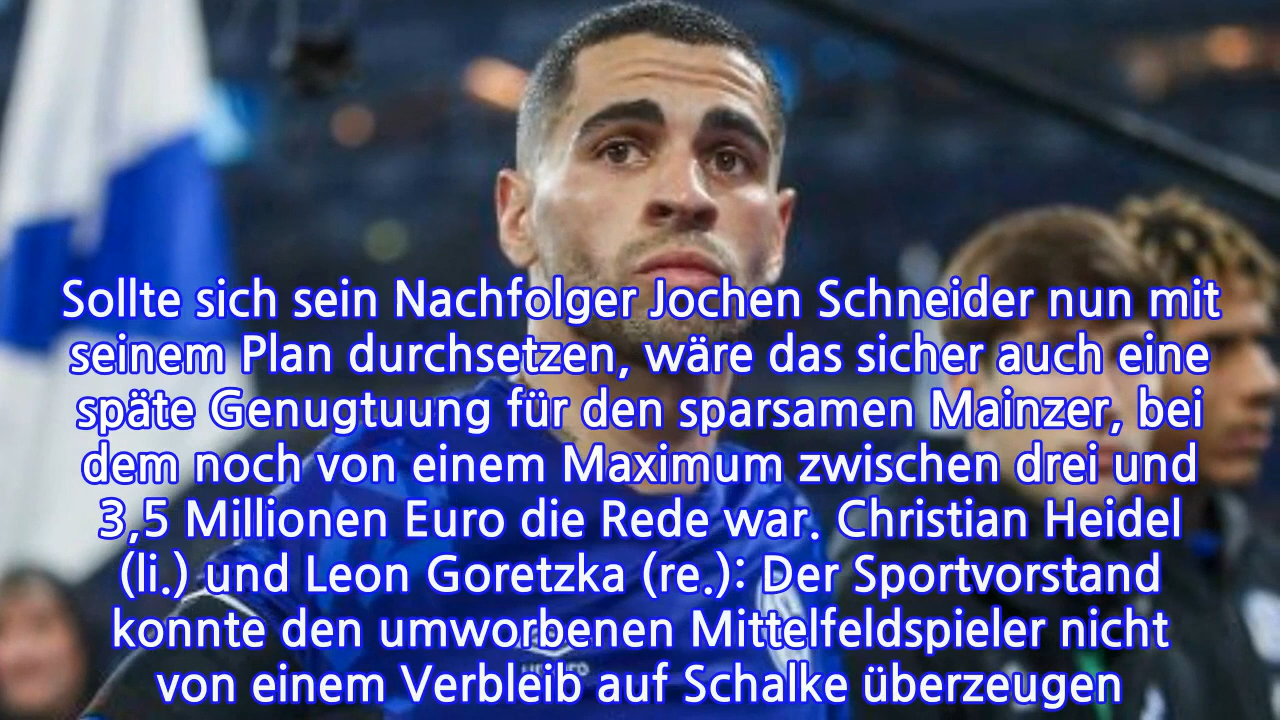 Sollte sich sein Nachfolger Jochen Schneider nun mit
seinem Plan durchsetzen, wäre das sicher auch eine
späte Genugtuung für den sparsamen Mainzer, bei
dem noch von einem Maximum zwischen drei und
3,5 Millionen Euro die Rede war. Christian Heidel
(li.) und Leon Goretzka (re.): Der Sportvorstand
konnte den umworbenen Mittelfeldspieler nicht
von einem Verbleib auf Schalke überzeugen